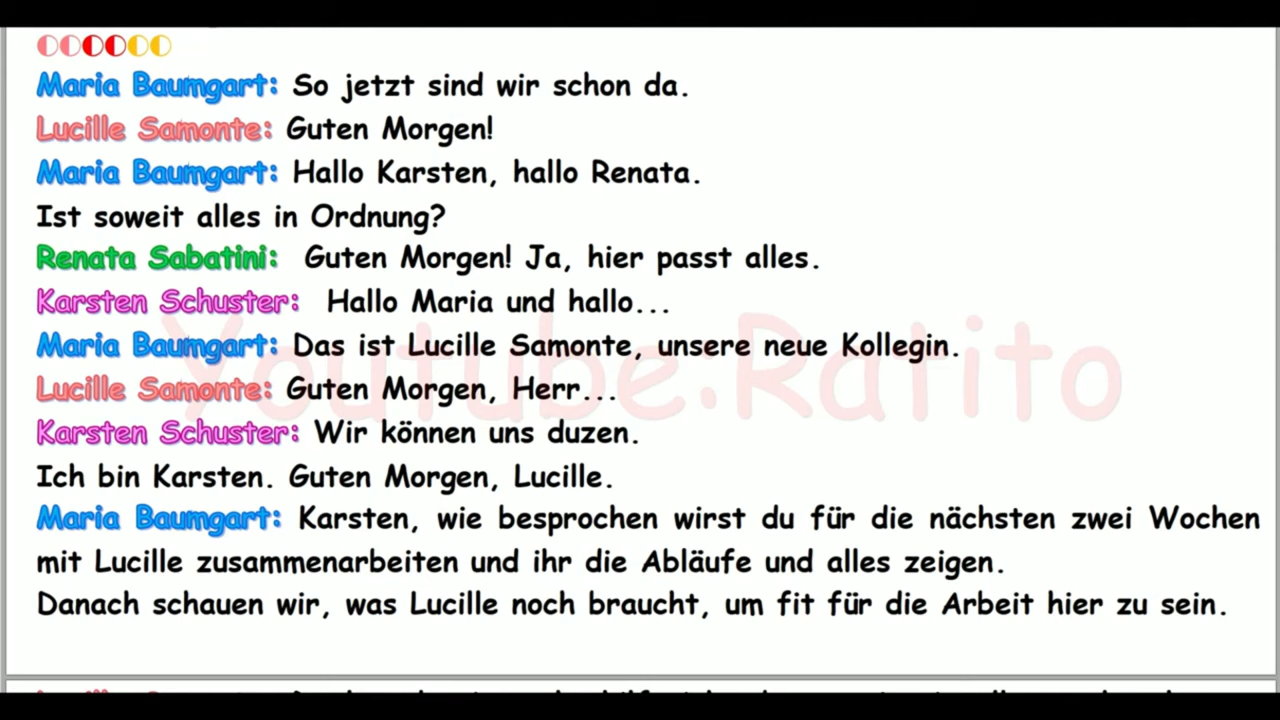 Maria Baumgart: So jetzt sind wir schon da.
Lucille Samonte: Guten Morgen!
Maria Baumgart: Hallo Karsten, hallo Renata.
Ist soweit alles in Ordnung?
Renata Sabatini: Guten Morgen! Ja, hier passt alles.
Karsten Schuster: Hallo Maria und hallo...
Maria Baumgart: Das ist Lucille Samonte, unsere neue Kollegin.
Lucille Samonte: Guten Morgen, Herr...
Karsten Schuster: Wir können uns duzen.
Ich bin Karsten. Guten Morgen, Lucille.
Maria Baumgart: Karsten, wie besprochen wirst du für die nächsten zwei Wochen
mit Lucille zusammenarbeiten und ihr die Abläufe und alles zeigen.
Danach schauen wir, was Lucille noch braucht, um fit für die Arbeit hier zu sein.
Youtube:Ratito